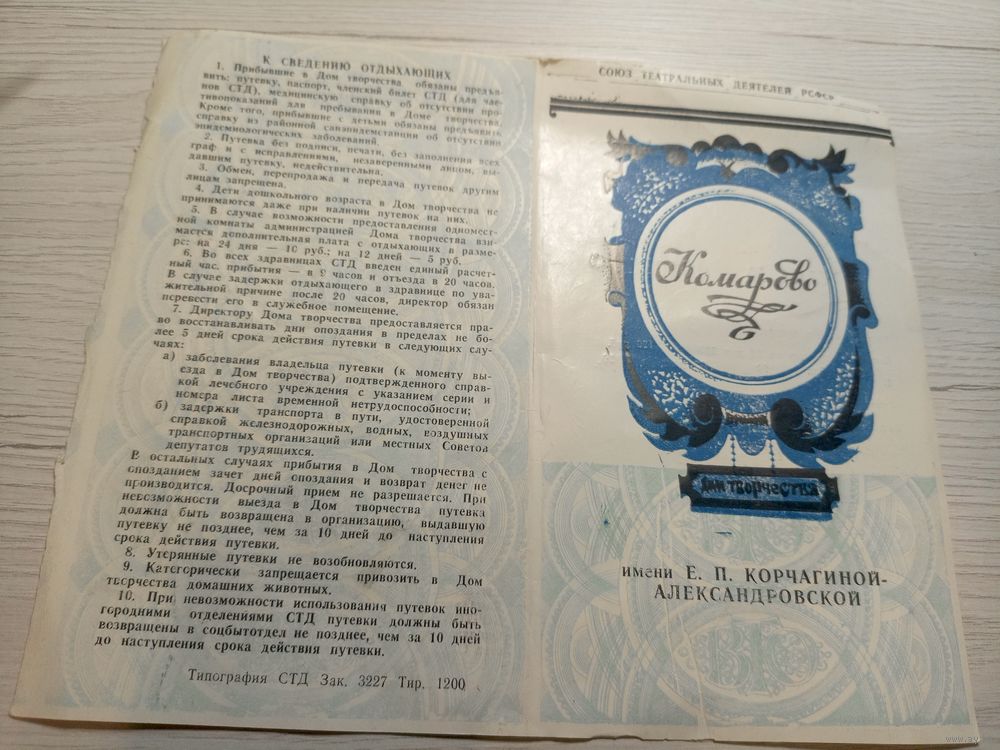 К СВЕДЕНИЮ ОТДЫХАЮЩИХ
1. Прибывшие в Дом творчества обязаны предъя-
вить: путевку, паспорт, членский билет СТД (для чле-
нов СТД), медицинскую справку об отсутствии про-
тивопоказаний для пребывания в Доме творчества.
Кроме того, прибывшие с детьми обязаны предъявить
справку из районной санэпидемстанции об отсутствии
эпидемиологических заболеваний.
2. Путевка без подписи, печати, без заполнения всех
граф и с исправлениями, незаверенными лицом, вы-
давшим путевку, недействительна.
3. Обмен, перепродажа и передача путевок другим
лицам запрещена.
4. Дети дошкольного возраста в Дом творчества не
принимаются даже при наличии путевок на них.
5. В случае возможности предоставления одномест-
ной комнаты администрацией Дома творчества взи-
мается дополнительная плата с отдыхающих в разме-
ре: на 24 дня — 10 руб.; на 12 дней — 5 руб.
6. Во всех здравницах СТД введен единый расчет-
ный час. прибытия — в 9 часов и отъезда в 20 часов.
В случае задержки отдыхающего в здравнице по ува-
жительной причине после 20 часов, директор обязан
перевести его в служебное помещение.
7. Директору Дома творчества предоставляется пра-
во восстанавливать дни опоздания в пределах не бо-
лее 5 дней срока действия путевки в следующих слу-
чаях:
а) заболевания владельца путевки (к моменту вы-
езда в Дом творчества) подтвержденного справ-
кой лечебного учреждения с указанием серии и
номера листа временной нетрудоспособности;
б) задержки транспорта в пути, удостоверенной
справкой железнодорожных, водных, воздушных
транспортных организаций или местных Советов
депутатов трудящихся.
В остальных случаях прибытия в Дом творчества с
опозданием зачет дней опоздания и возврат денег не
производится. Досрочный прием не разрешается. При
невозможности выезда в Дом творчества путевка
должна быть возвращена в организацию, выдавшую
путевку не позднее, чем за 10 дней до наступления
срока действия путевки.
8. Утерянные путевки не возобновляются.
9. Категорически запрещается привозить в Дом
творчества домашних животных.
10. При невозможности использования путевок ино-
городними отделениями СТД путевки должны быть
возвращены в соцбытотдел не позднее, чем за 10 дней
до наступления срока действия путевки.
Типография СТД Зак. 3227 Тир. 1200
СОЮЗ ТЕАТРАЛЬНЫХ ДЕЯТЕЛЕЙ РСФСР
Комарово
Дом творчества
имени Е. П. КОРЧАГИНОЙ-
АЛЕКСАНДРОВСКОЙ